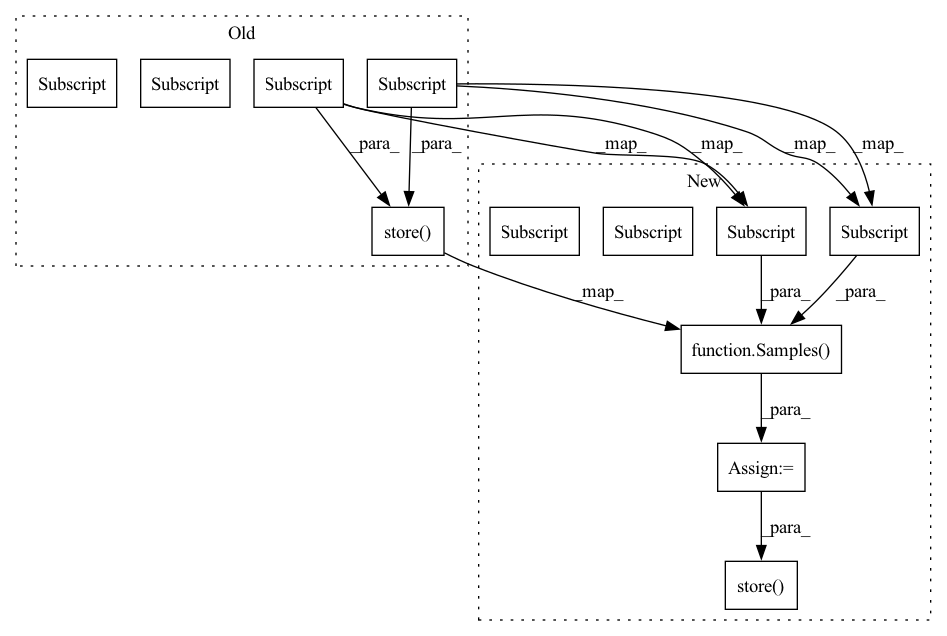 Old
Subscript
Subscript
Subscript
Subscript
_para_
_para_
_map_
_map_
_map_
_map_
New
store()
Subscript
Subscript
Subscript
Subscript
_map_
_para_
_para_
function.Samples()
_para_
Assign:=
_para_
store()